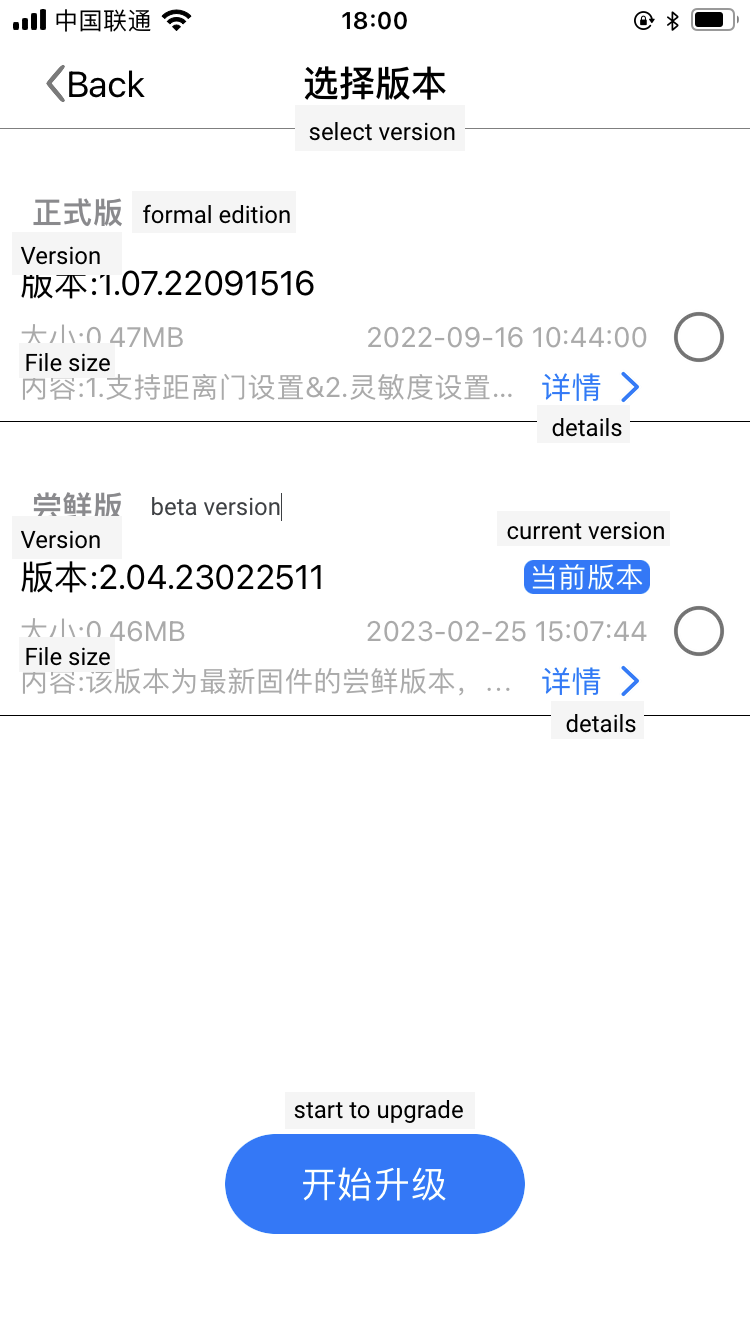 中国联通 18:00
Back 选择版本
select version
正式版 formal edition
Version
版本:1.07.22091516
大小:0.47MB 2022-09-16 10:44:00
File size
内容:1.支持距离门设置&2.灵敏度设置... 详情
details
尝鲜版 beta version
Version
current version
版本:2.04.23022511 当前版本
大小:0.46MB 2023-02-25 15:07:44
File size
内容:该版本为最新固件的尝鲜版本，... 详情
details
start to upgrade
开始升级